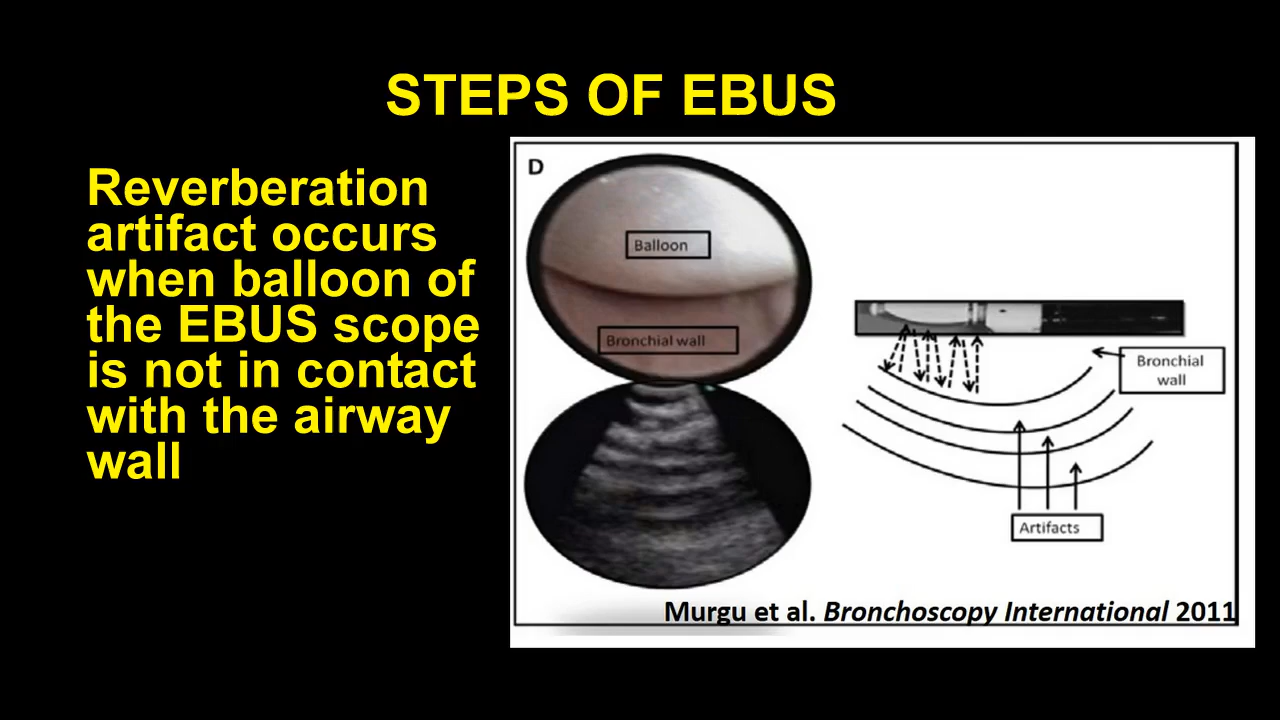 STEPS OF EBUS
Reverberation
artifact occurs
when balloon of
the EBUS scope
is not in contact
with the airway
wall
D
Balloon
Bronchial wall
Bronchial
wall
Artifacts
Murgu et al. Bronchoscopy International 2011